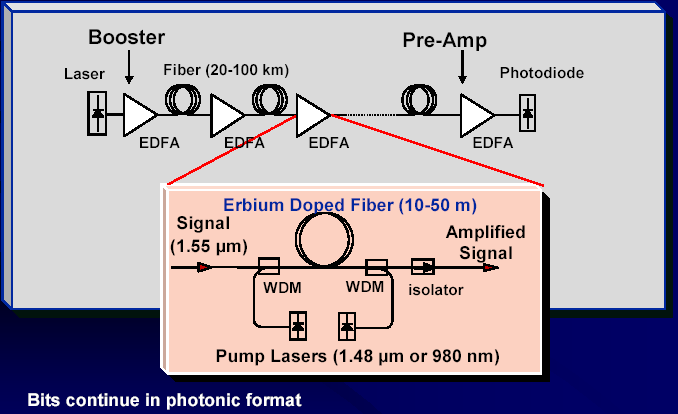 Booster
Pre-Amp
Laser
Fiber (20-100 km)
Photodiode
EDFA
EDFA
EDFA
EDFA
Erbium Doped Fiber (10-50 m)
Signal
(1.55 µm)
Amplified
Signal
WDM
WDM
isolator
Pump Lasers (1.48 µm or 980 nm)
Bits continue in photonic format